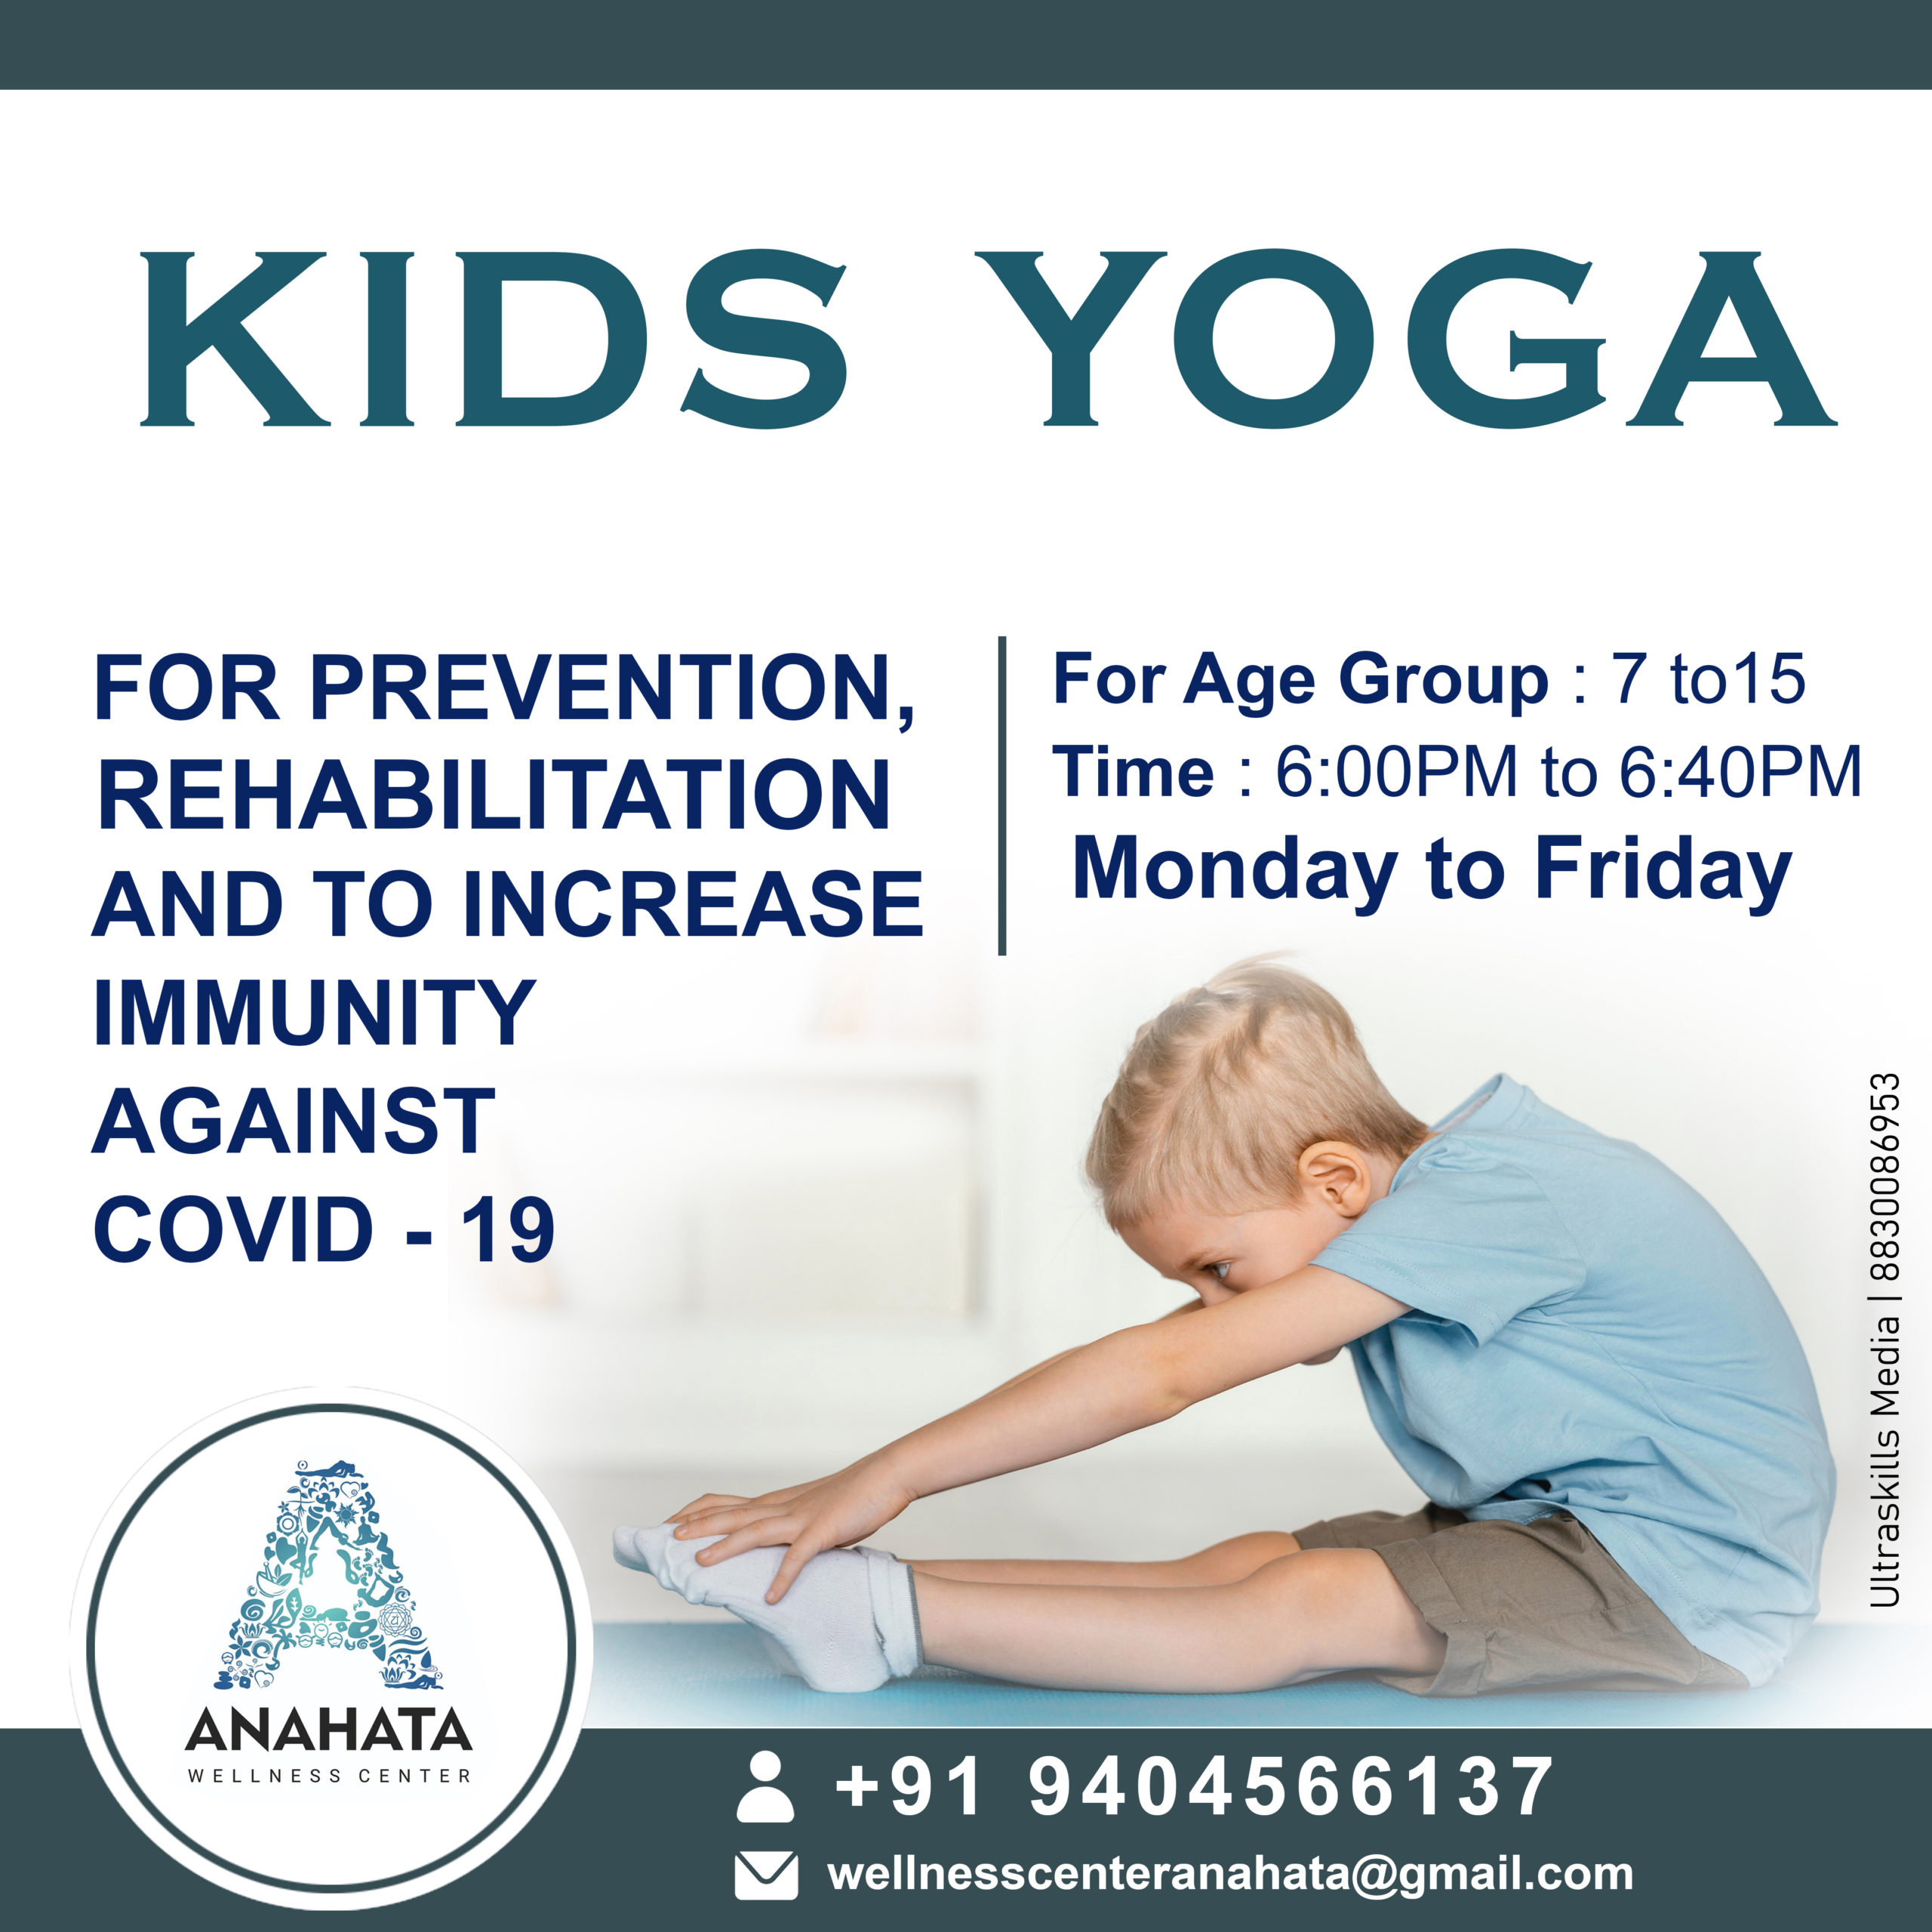 KIDS YOGA
FOR PREVENTION,
REHABILITATION
AND TO INCREASE
IMMUNITY
AGAINST
COVID - 19
For Age Group : 7 to15
Time : 6:00PM to 6:40PM
Monday to Friday
Ultraskills Media | 8830086953
ANAHATA
WELLNESS CENTER
+91 9404566137
wellnesscenteranahata@gmail.com